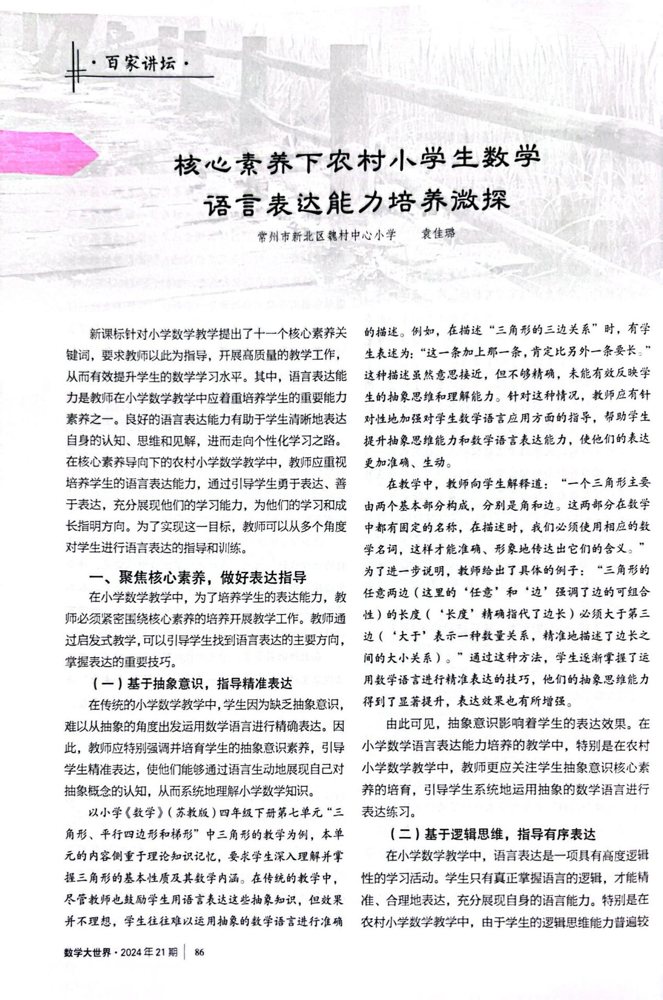 ·百家讲坛·
核心素养下农村小学生数学
语言表达能力培养微探
常州市新北区魏村中心小学 袁佳璐
新课标针对小学数学教学提出了十一个核心素养关
键词，要求教师以此为指导，开展高质量的教学工作，
从而有效提升学生的数学学习水平。其中，语言表达能
力是教师在小学数学教学中应着重培养学生的重要能力
素养之一。良好的语言表达能力有助于学生清晰地表达
自身的认知、思维和见解，进而走向个性化学习之路。
在核心素养导向下的农村小学数学教学中，教师应重视
培养学生的语言表达能力，通过引导学生勇于表达、善
于表达，充分展现他们的学习能力，为他们的学习和成
长指明方向。为了实现这一目标，教师可以从多个角度
对学生进行语言表达的指导和训练。
一、聚焦核心素养，做好表达指导
在小学数学教学中，为了培养学生的表达能力，教
师必须紧密围绕核心素养的培养开展教学工作。教师通
过启发式教学，可以引导学生找到语言表达的主要方向，
掌握表达的重要技巧。
（一）基于抽象意识，指导精准表达
在传统的小学数学教学中，学生因为缺乏抽象意识，
难以从抽象的角度出发运用数学语言进行精确表达。因
此，教师应特别强调并培育学生的抽象意识素养，引导
学生精准表达，使他们能够通过语言生动地展现自己对
抽象概念的认知，从而系统地理解小学数学知识。
以小学《数学》（苏教版）四年级下册第七单元“三
角形、平行四边形和梯形”中三角形的教学为例，本单
元的内容侧重于理论知识记忆，要求学生深入理解并掌
握三角形的基本性质及其数学内涵。在传统的教学中，
尽管教师也鼓励学生用语言表达这些抽象知识，但效果
并不理想，学生往往难以运用抽象的数学语言进行准确
的描述。例如，在描述“三角形的三边关系”时，有学
生表述为：“这一条加上那一条，肯定比另外一条要长。”
这种描述虽然意思接近，但不够精确，未能有效反映学
生的抽象思维和理解能力。针对这种情况，教师应有针
对性地加强对学生数学语言应用方面的指导，帮助学生
提升抽象思维能力和数学语言表达能力，使他们的表达
更加准确、生动。
在教学中，教师向学生解释道：“一个三角形主要
由两个基本部分构成，分别是角和边。这两部分在数学
中都有固定的名称，在描述时，我们必须使用相应的数
学名词，这样才能准确、形象地传达出它们的含义。”
为了进一步说明，教师给出了具体的例子：“三角形的
任意两边（这里的‘任意’和‘边’强调了边的可组合
性）的长度（‘长度’精确指代了边长）必须大于第三
边（‘大于’表示一种数量关系，精准地描述了边长之
间的大小关系）。”通过这种方法，学生逐渐掌握了运
用数学语言进行精准表达的技巧，他们的抽象思维能力
得到了显著提升，表达效果也有所增强。
由此可见，抽象意识影响着学生的表达效果。在
小学数学语言表达能力培养的教学中，特别是在农村
小学数学教学中，教师更应关注学生抽象意识核心素
养的培育，引导学生系统地运用抽象的数学语言进行
表达练习。
（二）基于逻辑思维，指导有序表达
在小学数学教学中，语言表达是一项具有高度逻辑
性的学习活动。学生只有真正掌握语言的逻辑，才能精
准、合理地表达，充分展现自身的语言能力。特别是在
农村小学数学教学中，由于学生的逻辑思维能力普遍较
数学大世界·2024年21期 86